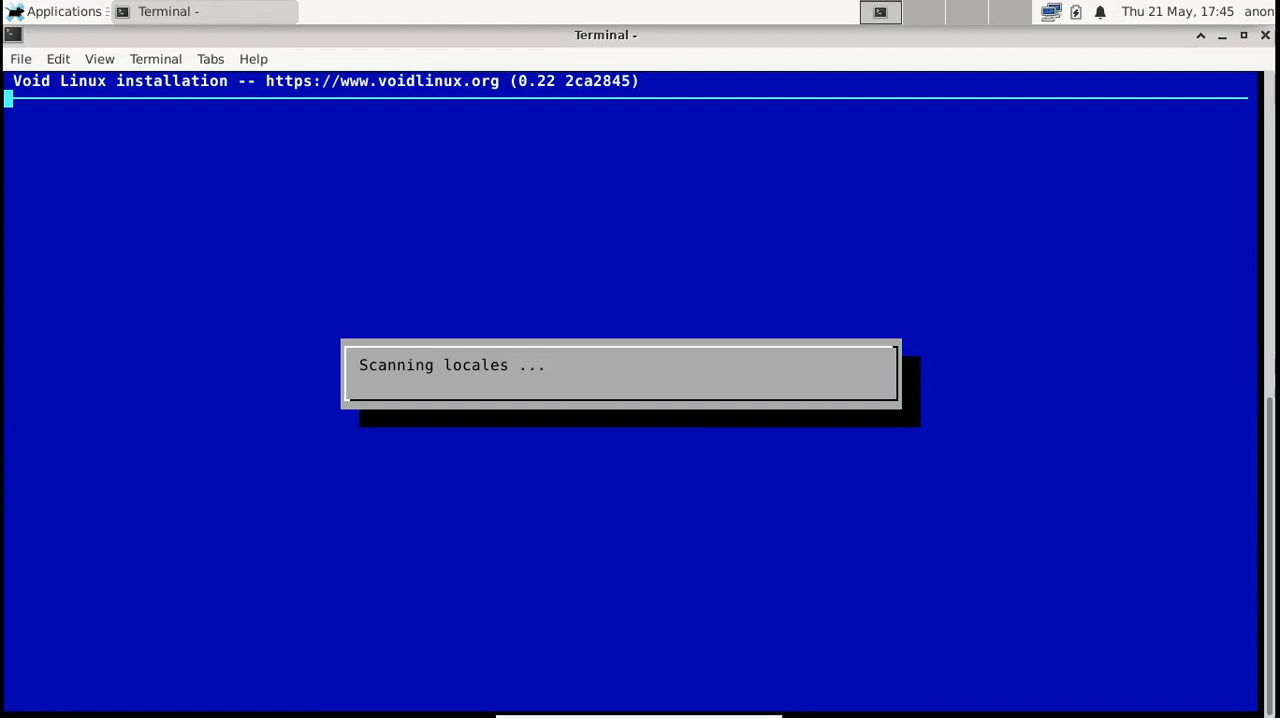 Applications Terminal - Thu 21 May, 17:45 anon
Terminal -
File Edit View Terminal Tabs Help
Void Linux installation -- https://www.voidlinux.org (0.22 2ca2845)
Scanning locales ...